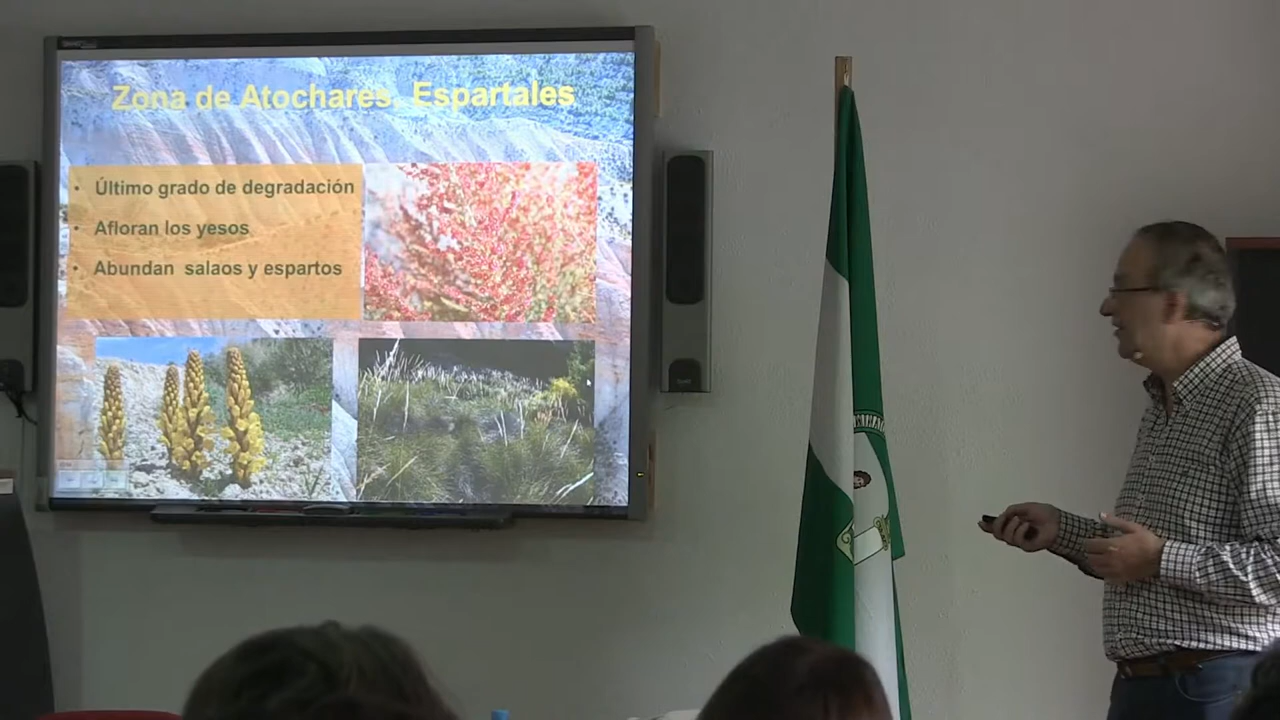 Zona de Atochares. Espartales
• Último grado de degradación
• Afloran los yesos
• Abundan salaos y espartos